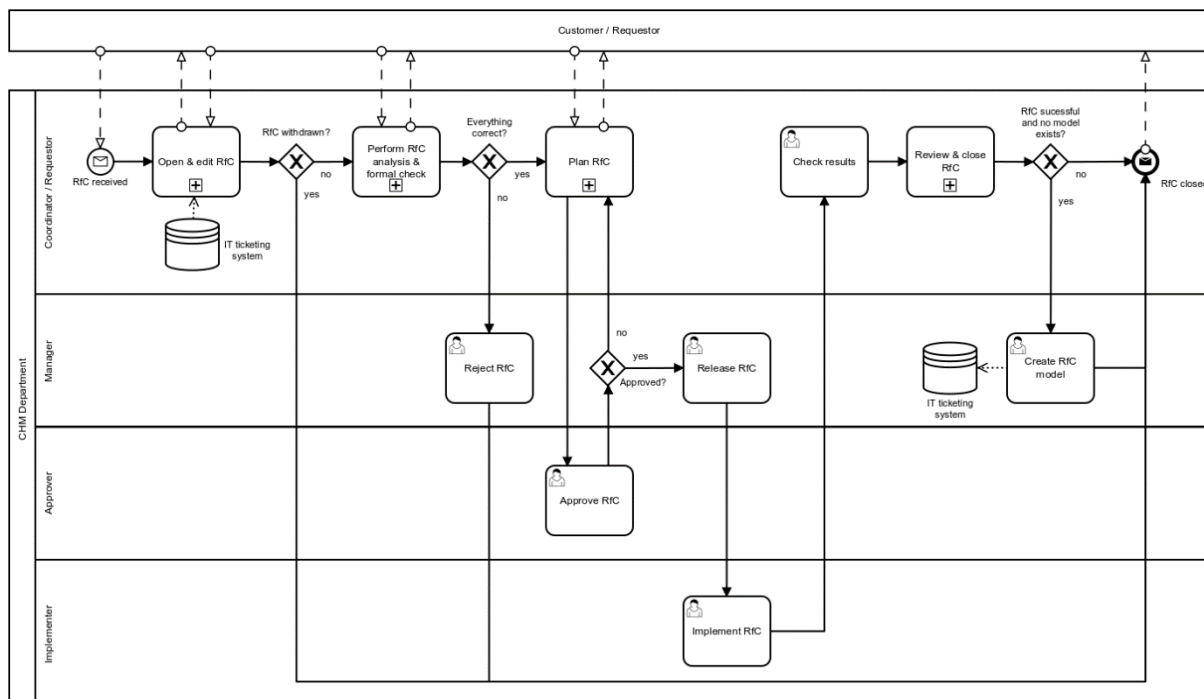 Customer / Requestor
CHM Department
Coordinator / Requestor
RfC received
Open & edit RfC
IT ticketing
system
RfC withdrawn?
no
yes
Perform RfC
analysis &
formal check
Everything
correct?
yes
no
Plan RfC
Check results
Review & close
RfC
RfC sucessful
and no model
exists?
no
yes
RfC closed
Manager
Reject RfC
no
yes
Approved?
Release RfC
IT ticketing
system
Create RfC
model
Approver
Approve RfC
Implementer
Implement RfC